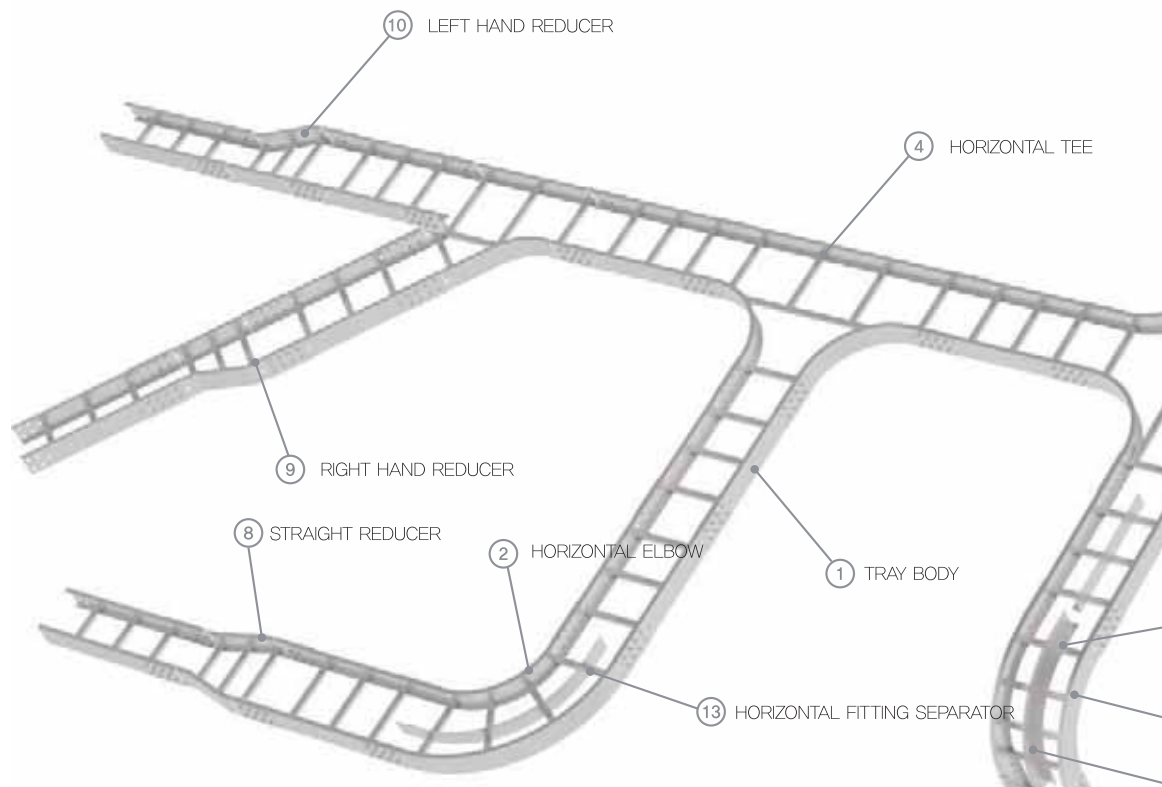 10 LEFT HAND REDUCER
4 HORIZONTAL TEE
9 RIGHT HAND REDUCER
8 STRAIGHT REDUCER
2 HORIZONTAL ELBOW
1 TRAY BODY
13 HORIZONTAL FITTING SEPARATOR